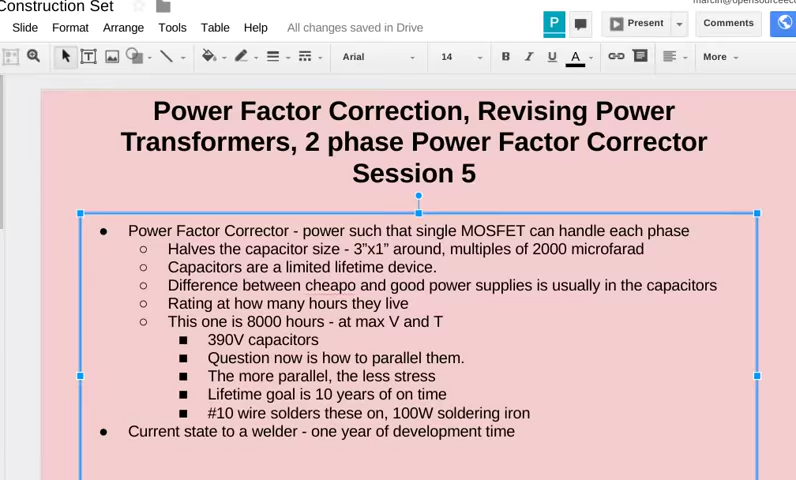 Construction Set
Slide Format Arrange Tools Table Help All changes saved in Drive
P Present Comments
Arial 14 B I U A More
Power Factor Correction, Revising Power
Transformers, 2 phase Power Factor Corrector
Session 5
● Power Factor Corrector - power such that single MOSFET can handle each phase
○ Halves the capacitor size - 3”x1” around, multiples of 2000 microfarad
○ Capacitors are a limited lifetime device.
○ Difference between cheapo and good power supplies is usually in the capacitors
○ Rating at how many hours they live
○ This one is 8000 hours - at max V and T
■ 390V capacitors
■ Question now is how to parallel them.
■ The more parallel, the less stress
■ Lifetime goal is 10 years of on time
■ #10 wire solders these on, 100W soldering iron
● Current state to a welder - one year of development time